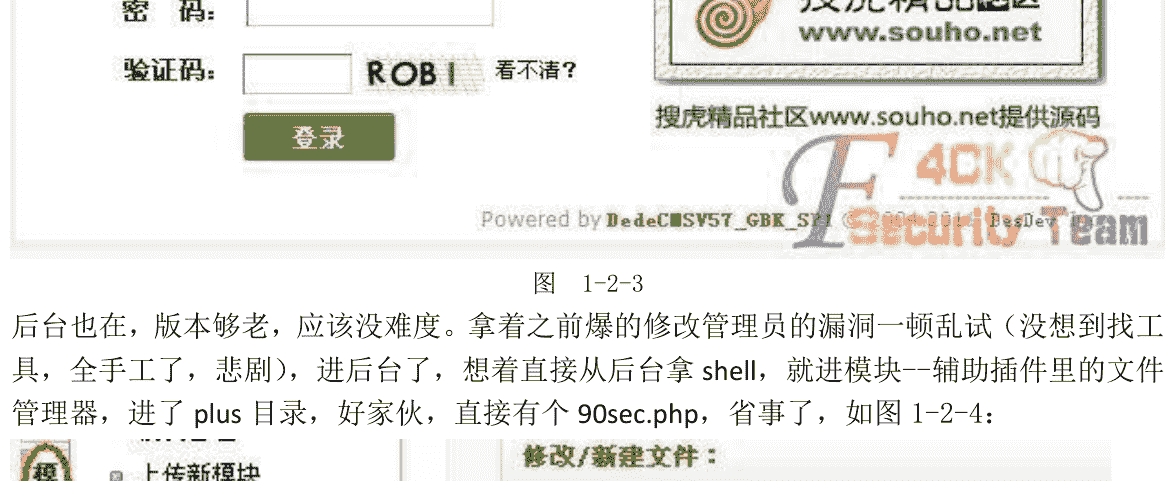 密 码：
www.souho.net
验证码：
ROB
看不清？
搜虎精品社区www.souho.net提供源码
登录
4CK
Security Team
Powered by DedeCMSV57_GBK_SP1 © DesDev
图 1-2-3
后台也在，版本够老，应该没难度。拿着之前爆的修改管理员的漏洞一顿乱试（没想到找工
具，全手工了，悲剧），进后台了，想着直接从后台拿 shell，就进模块--辅助插件里的文件
管理器，进了 plus 目录，好家伙，直接有个 90sec.php，省事了，如图 1-2-4：
模
上传新模块
修改/新建文件：